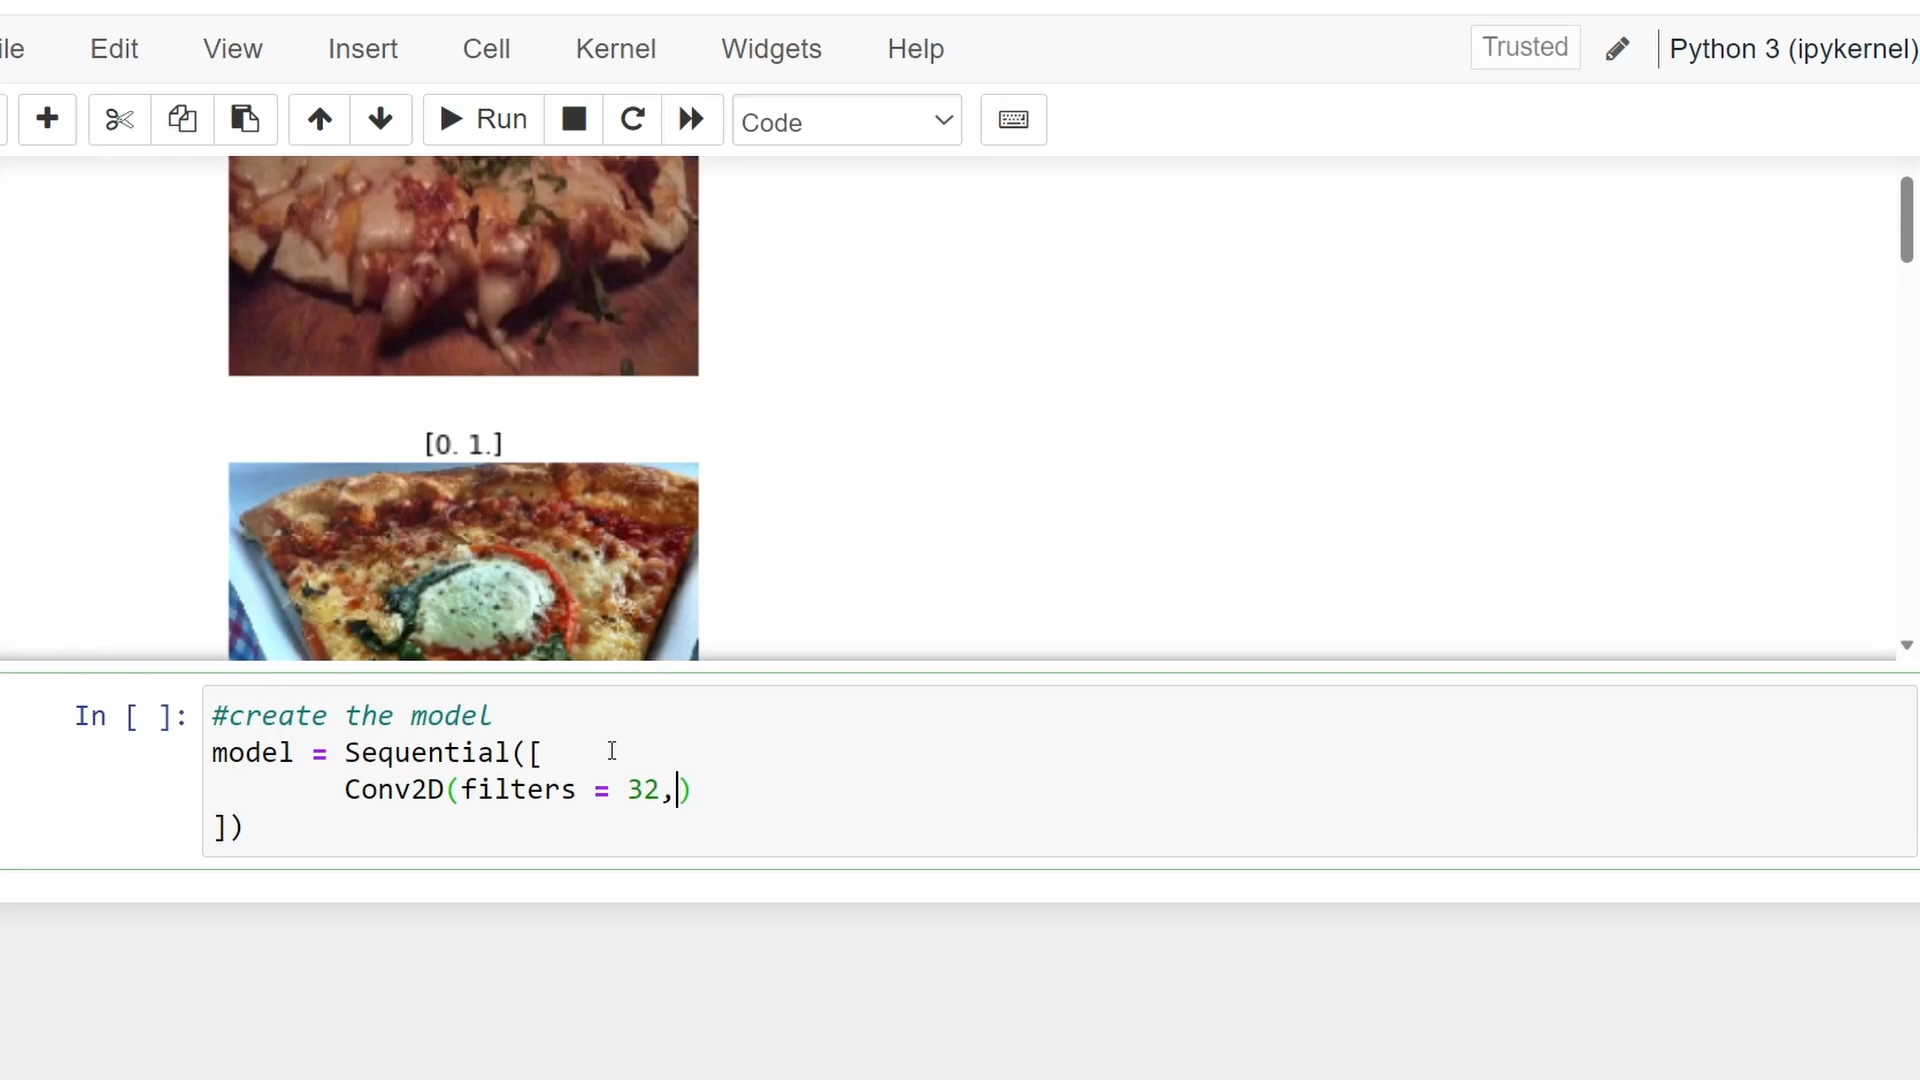 ile Edit View Insert Cell Kernel Widgets Help Trusted Python 3 (ipykernel)
Run Code
[0. 1.]
In [ ]: #create the model
model = Sequential([
Conv2D(filters = 32,)
])